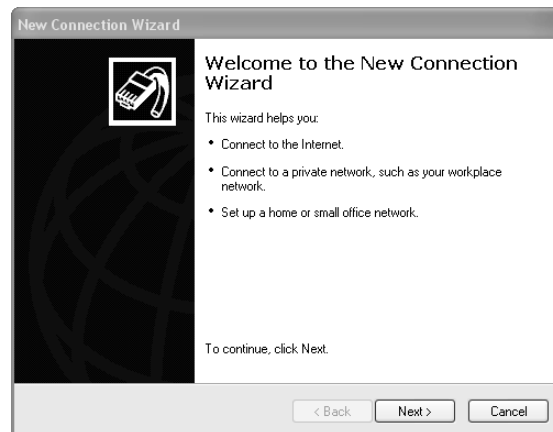 New Connection Wizard
Welcome to the New Connection
Wizard
This wizard helps you:
• Connect to the Internet.
• Connect to a private network, such as your workplace
network.
• Set up a home or small office network.
To continue, click Next.
< Back Next > Cancel